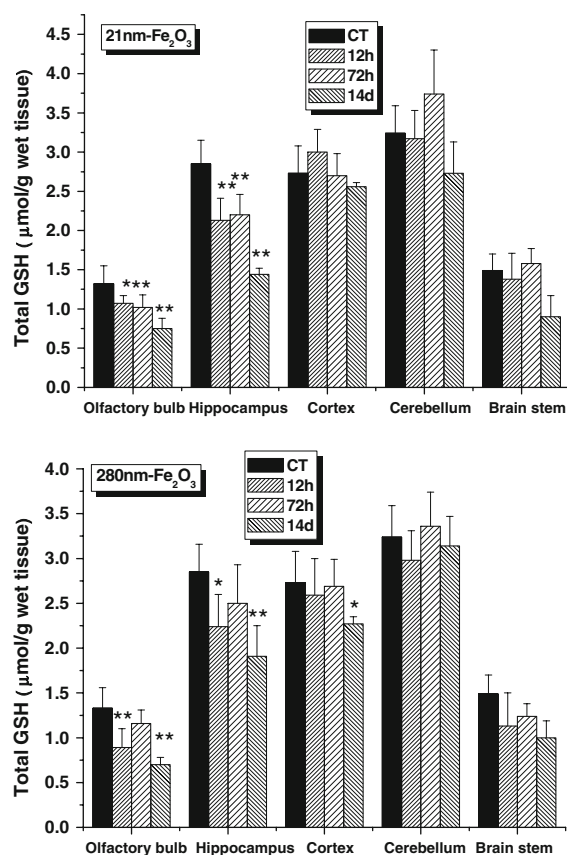 21nm-Fe₂O₃
CT
12h
72h
14d
Total GSH ( μmol/g wet tissue)
4.5
4.0
3.5
3.0
2.5
2.0
1.5
1.0
0.5
0.0
* *** **
** ** **
Olfactory bulb Hippocampus Cortex Cerebellum Brain stem
280nm-Fe₂O₃
CT
12h
72h
14d
Total GSH ( μmol/g wet tissue)
4.0
3.5
3.0
2.5
2.0
1.5
1.0
0.5
0.0
** **
* **
*
Olfactory bulb Hippocampus Cortex Cerebellum Brain stem